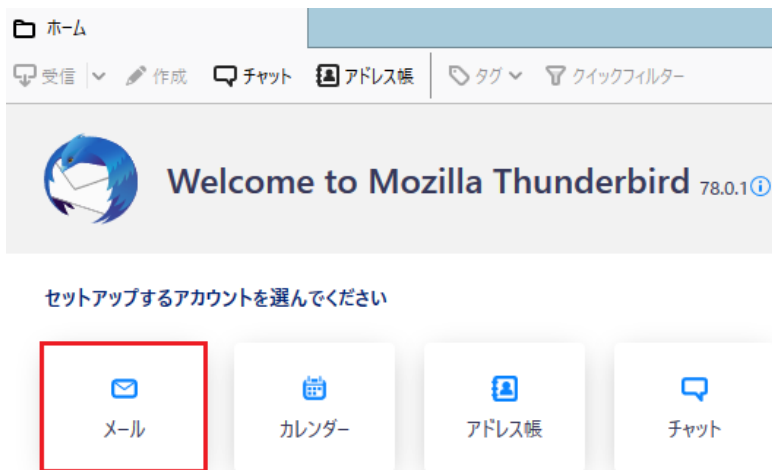 ホーム
受信 作成 チャット アドレス帳 タグ クイックフィルター
Welcome to Mozilla Thunderbird 78.0.1
セットアップするアカウントを選んでください
メール カレンダー アドレス帳 チャット